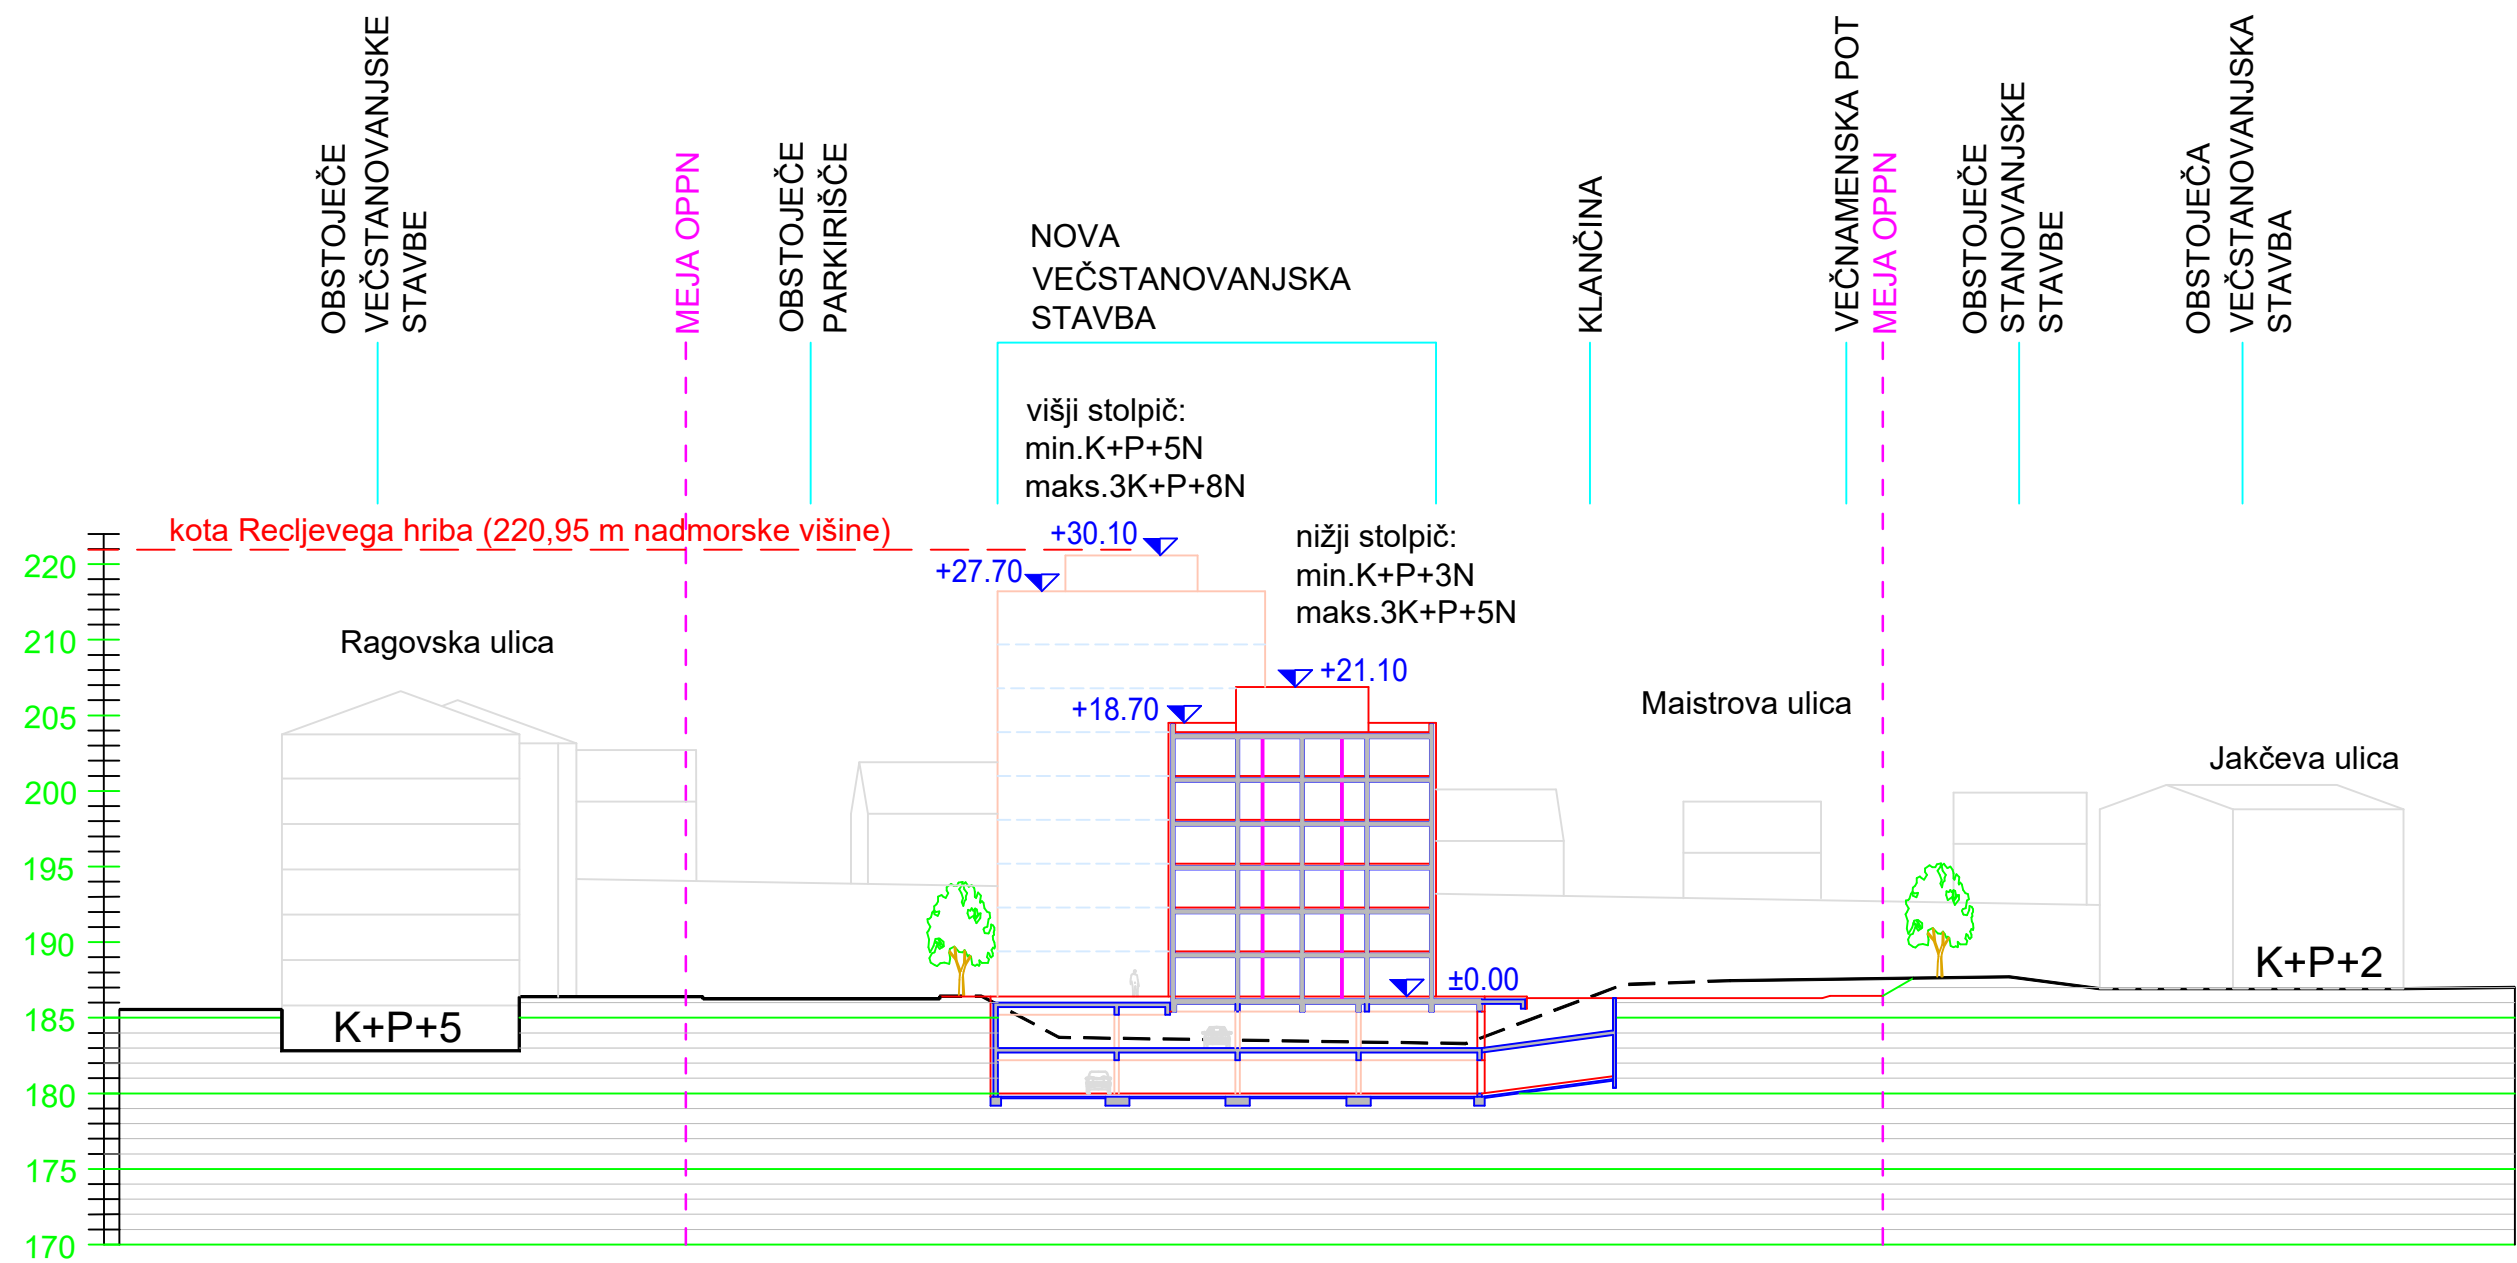 OBSTOJEČE
VEČSTANOVANJSKE
STAVBE
MEJA OPPN
OBSTOJEČE
PARKIRIŠČE
NOVA
VEČSTANOVANJSKA
STAVBA
KLANČINA
VEČNAMENSKA POT
MEJA OPPN
OBSTOJEČE
STANOVANJSKE
STAVBE
OBSTOJEČA
VEČSTANOVANJSKA
STAVBA
višji stolpič:
min.K+P+5N
maks.3K+P+8N
kota Recljevega hriba (220,95 m nadmorske višine)
+30.10
+27.70
nižji stolpič:
min.K+P+3N
maks.3K+P+5N
+21.10
+18.70
Ragovska ulica
Maistrova ulica
Jakčeva ulica
±0.00
K+P+5
K+P+2
220
210
205
200
195
190
185
180
175
170